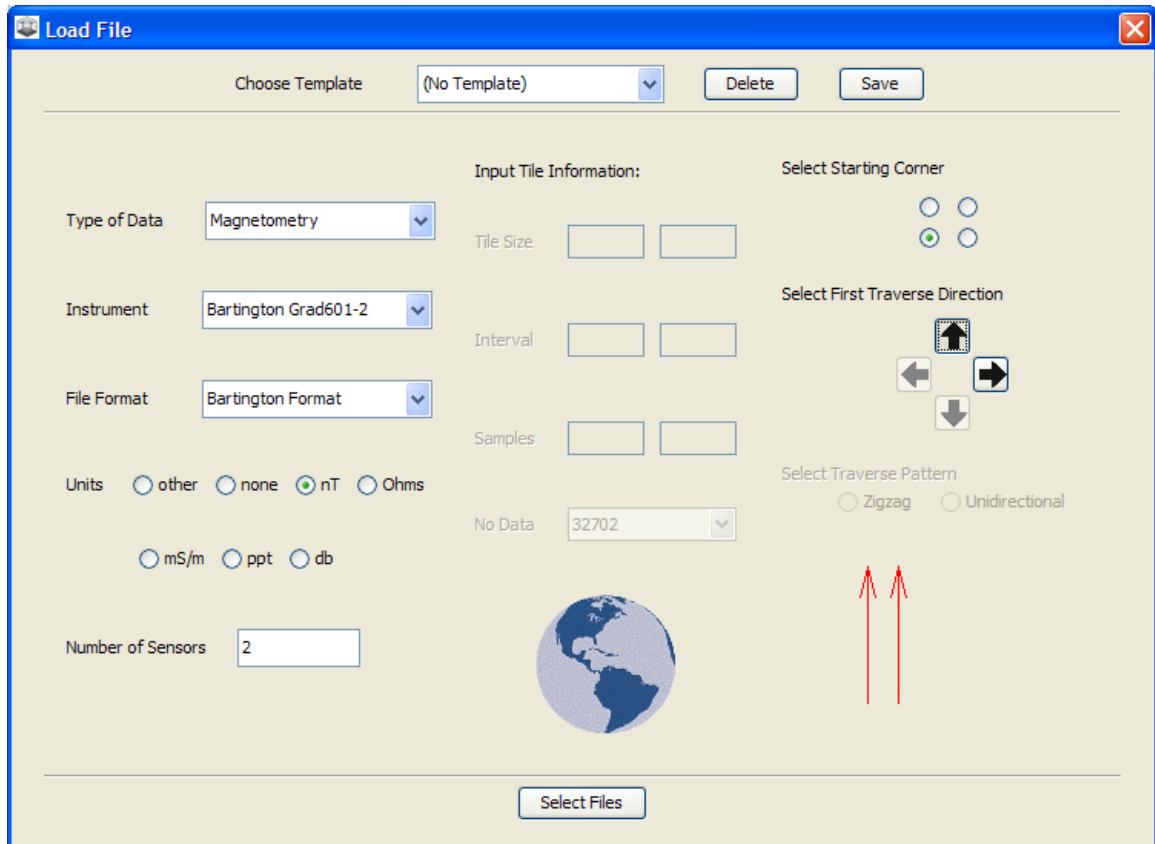 Load File
Choose Template (No Template) Delete Save
Input Tile Information:
Select Starting Corner
Type of Data Magnetometry
Tile Size
Instrument Bartington Grad601-2
Select First Traverse Direction
Interval
File Format Bartington Format
Samples
Select Traverse Pattern
Zigzag Unidirectional
Units other none nT Ohms
No Data 32702
mS/m ppt db
Number of Sensors 2
Select Files